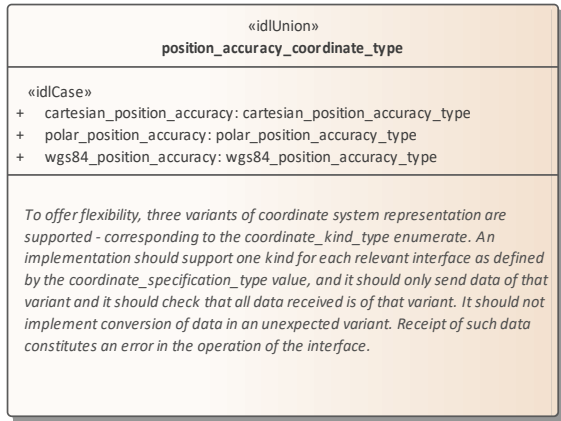 «idlUnion»
position_accuracy_coordinate_type
«idlCase»
+ cartesian_position_accuracy: cartesian_position_accuracy_type
+ polar_position_accuracy: polar_position_accuracy_type
+ wgs84_position_accuracy: wgs84_position_accuracy_type
To offer flexibility, three variants of coordinate system representation are
supported - corresponding to the coordinate_kind_type enumerate. An
implementation should support one kind for each relevant interface as defined
by the coordinate_specification_type value, and it should only send data of that
variant and it should check that all data received is of that variant. It should not
implement conversion of data in an unexpected variant. Receipt of such data
constitutes an error in the operation of the interface.